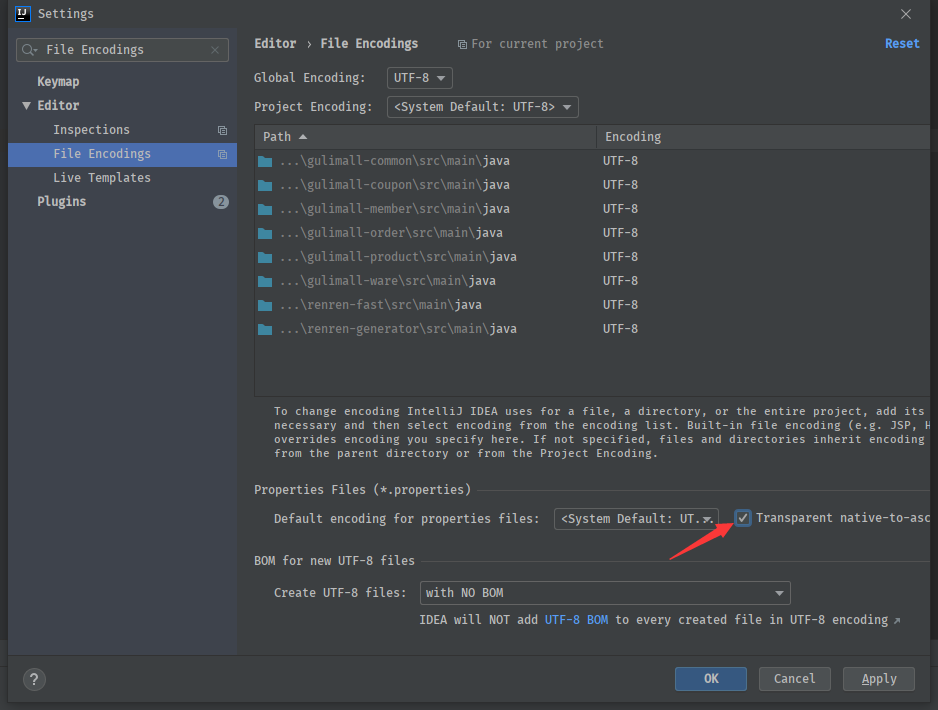 Settings
File Encodings
Keymap
Editor
Inspections
File Encodings
Live Templates
Plugins
2
Editor › File Encodings
For current project
Reset
Global Encoding: UTF-8
Project Encoding: <System Default: UTF-8>
Path Encoding
...\gulimall-common\src\main\java UTF-8
...\gulimall-coupon\src\main\java UTF-8
...\gulimall-member\src\main\java UTF-8
...\gulimall-order\src\main\java UTF-8
...\gulimall-product\src\main\java UTF-8
...\gulimall-ware\src\main\java UTF-8
...\renren-fast\src\main\java UTF-8
...\renren-generator\src\main\java UTF-8
To change encoding IntelliJ IDEA uses for a file, a directory, or the entire project, add its
necessary and then select encoding from the encoding list. Built-in file encoding (e.g. JSP, H
overrides encoding you specify here. If not specified, files and directories inherit encoding
from the parent directory or from the Project Encoding.
Properties Files (*.properties)
Default encoding for properties files: <System Default: UT... Transparent native-to-asc
BOM for new UTF-8 files
Create UTF-8 files: with NO BOM
IDEA will NOT add UTF-8 BOM to every created file in UTF-8 encoding ↗
? OK Cancel Apply